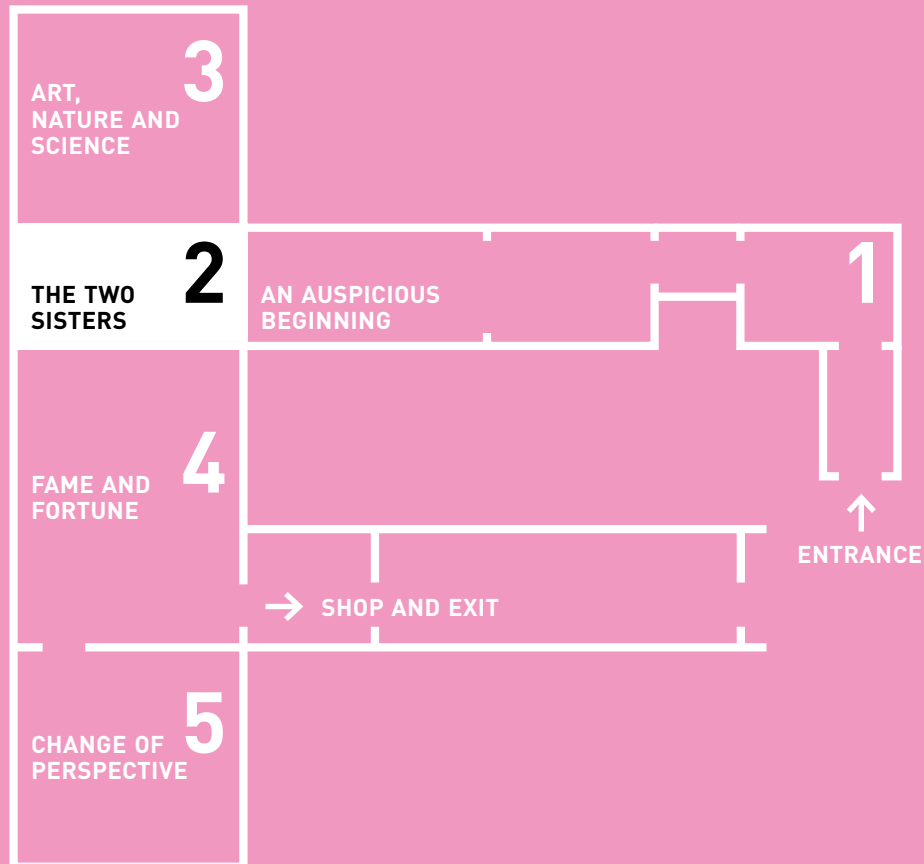 3
ART,
NATURE AND
SCIENCE
2
THE TWO
SISTERS
1
AN AUSPICIOUS
BEGINNING
4
FAME AND
FORTUNE
ENTRANCE
SHOP AND EXIT
5
CHANGE OF
PERSPECTIVE